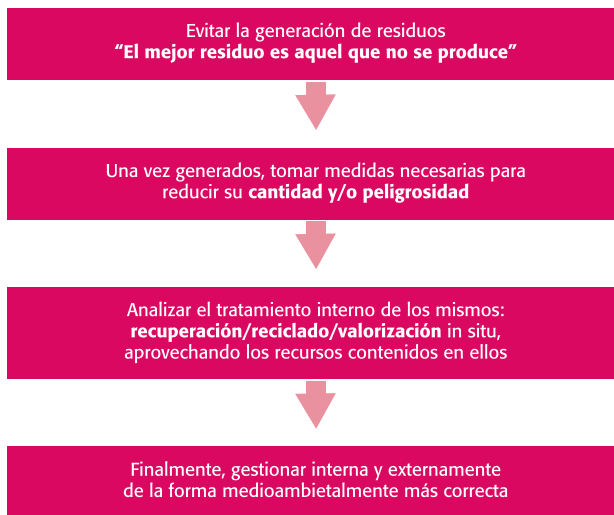 Evitar la generación de residuos
“El mejor residuo es aquel que no se produce”
Una vez generados, tomar medidas necesarias para
reducir su cantidad y/o peligrosidad
Analizar el tratamiento interno de los mismos:
recuperación/reciclado/valorización in situ,
aprovechando los recursos contenidos en ellos
Finalmente, gestionar interna y externamente
de la forma medioambietalmente más correcta